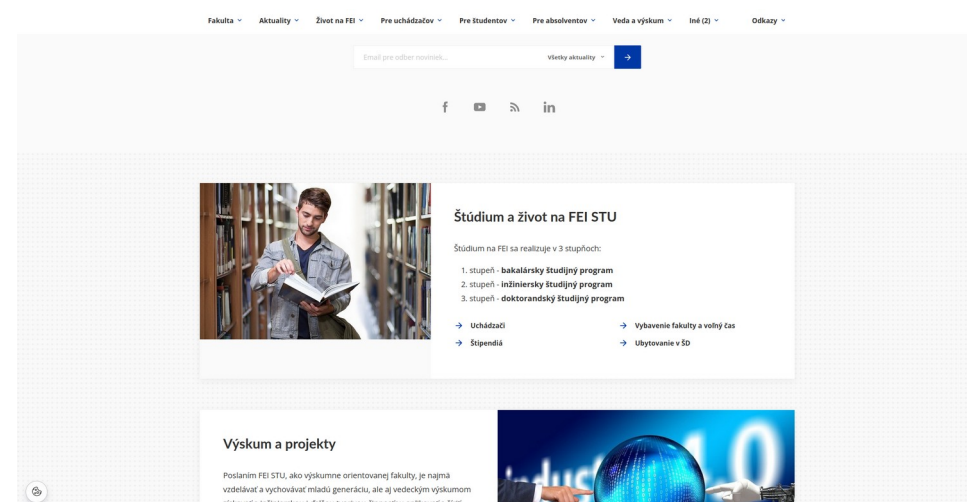 Fakulta Aktuality Život na FEI Pre uchádzačov Pre študentov Pre absolventov Veda a výskum Iné (2) Odkazy
Email pre odber noviniek... Všetky aktuality
Štúdium a život na FEI STU
Štúdium na FEI sa realizuje v 3 stupňoch:
1. stupeň - bakalársky študijný program
2. stupeň - inžiniersky študijný program
3. stupeň - doktorandský študijný program
Uchádzači Vybavenie fakulty a voľný čas
Štipendiá Ubytovanie v ŠD
Výskum a projekty
Poslaním FEI STU, ako výskumne orientovanej fakulty, je najmä
vzdelávať a vychovávať mladú generáciu, ale aj vedeckým výskumom